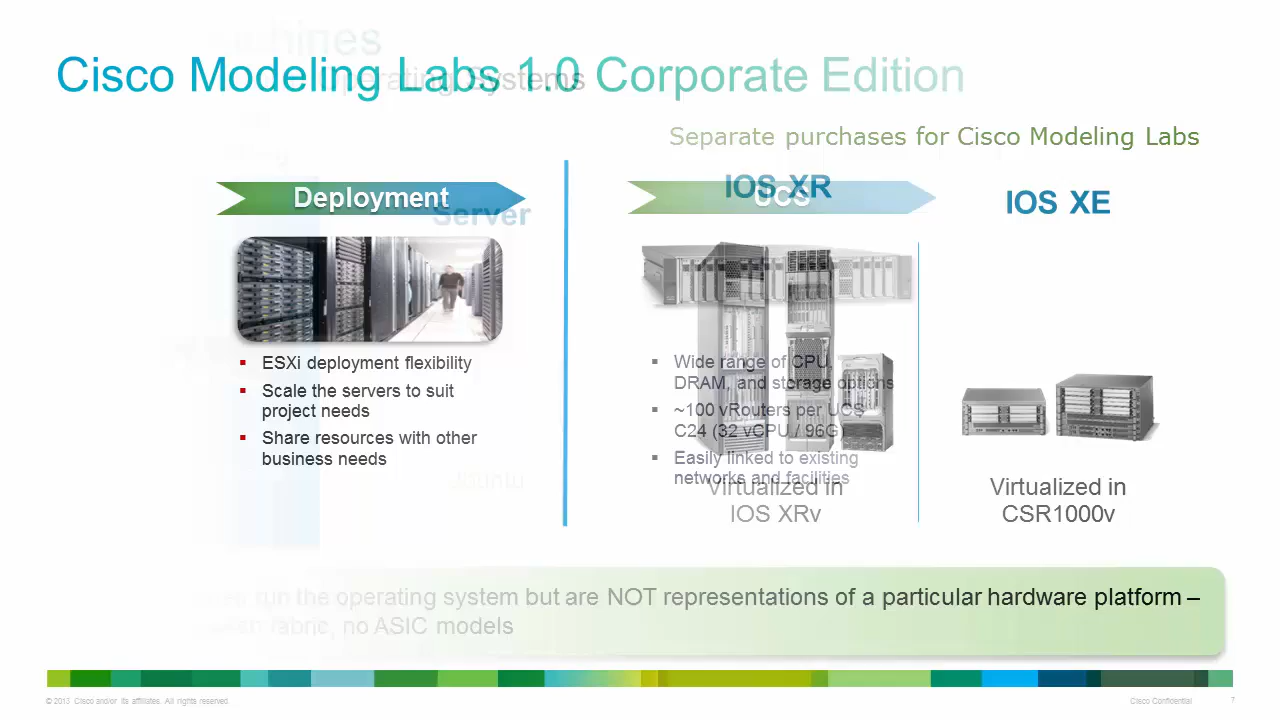 Cisco Modeling Labs 1.0 Corporate Edition
Operating Systems
Separate purchases for Cisco Modeling Labs
Deployment
Server
IOS XR
UCS
IOS XE
ESXi deployment flexibility
Scale the servers to suit
project needs
Share resources with other
business needs
Wide range of CPU,
DRAM, and storage options
~100 vRouters per UCS
C24 (32 vCPU / 96G)
Easily linked to existing
networks and facilities
Ubuntu
Virtualized in
IOS XRv
Virtualized in
CSR1000v
run the operating system but are NOT representations of a particular hardware platform –
fabric, no ASIC models
© 2013 Cisco and/or its affiliates. All rights reserved.
Cisco Confidential
7